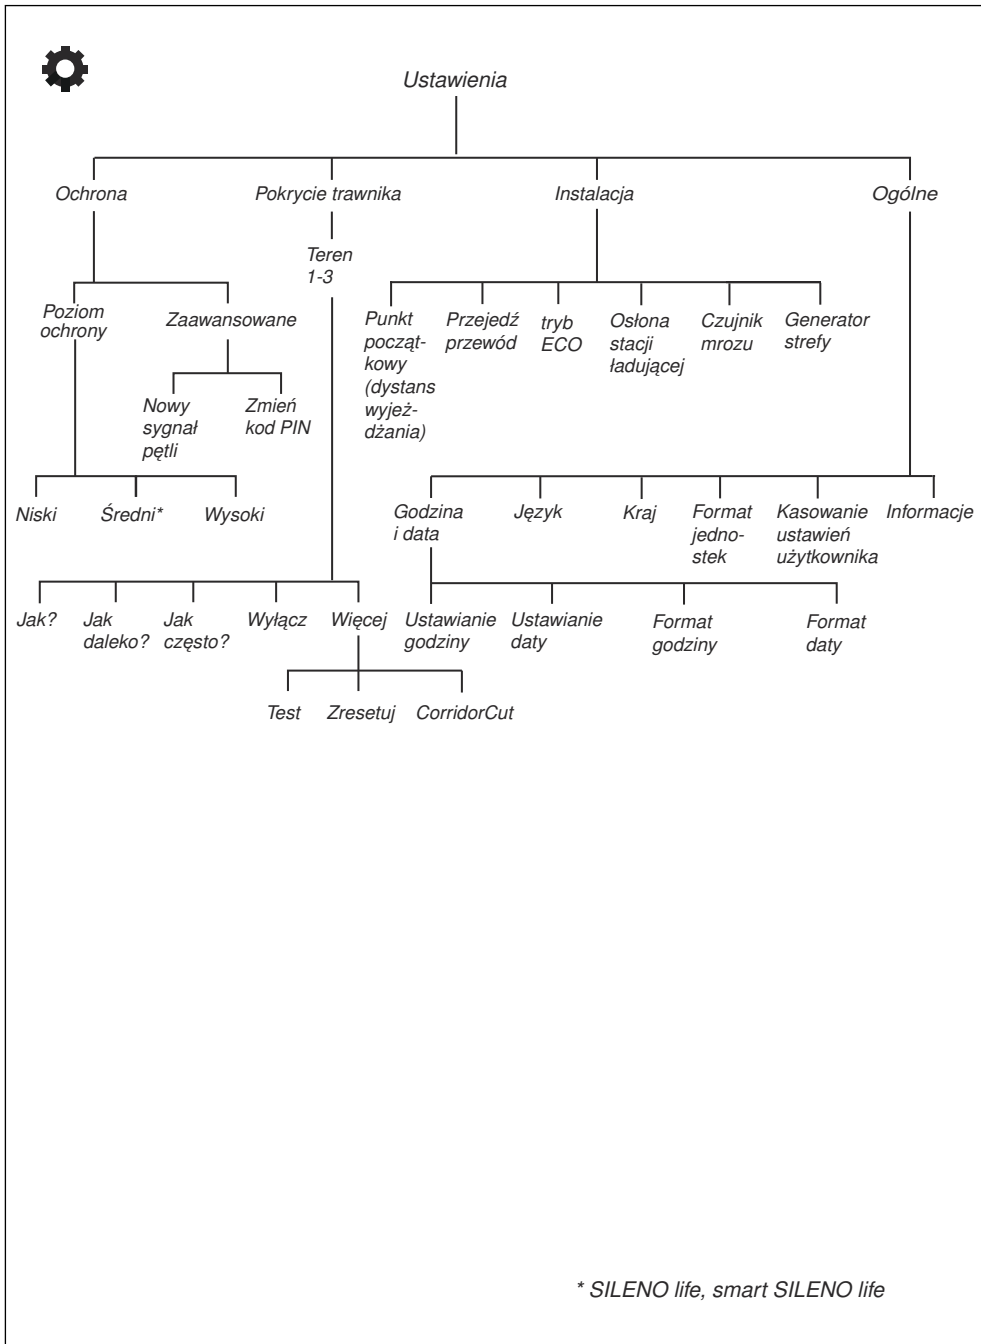 Ustawienia
Ochrona
Pokrycie trawnika
Instalacja
Ogólne
Teren
1-3
Poziom
ochrony
Zaawansowane
Punkt
począt-
kowy
(dystans
wyjeż-
dżania)
Przejedź
przewód
tryb
ECO
Osłona
stacji
ładującej
Czujnik
mrozu
Generator
strefy
Nowy
sygnał
pętli
Zmień
kod PIN
Niski
Średni*
Wysoki
Godzina
i data
Język
Kraj
Format
jedno-
stek
Kasowanie
ustawień
użytkownika
Informacje
Jak?
Jak
daleko?
Jak
często?
Wyłącz
Więcej
Ustawianie
godziny
Ustawianie
daty
Format
godziny
Format
daty
Test
Zresetuj
CorridorCut
* SILENO life, smart SILENO life